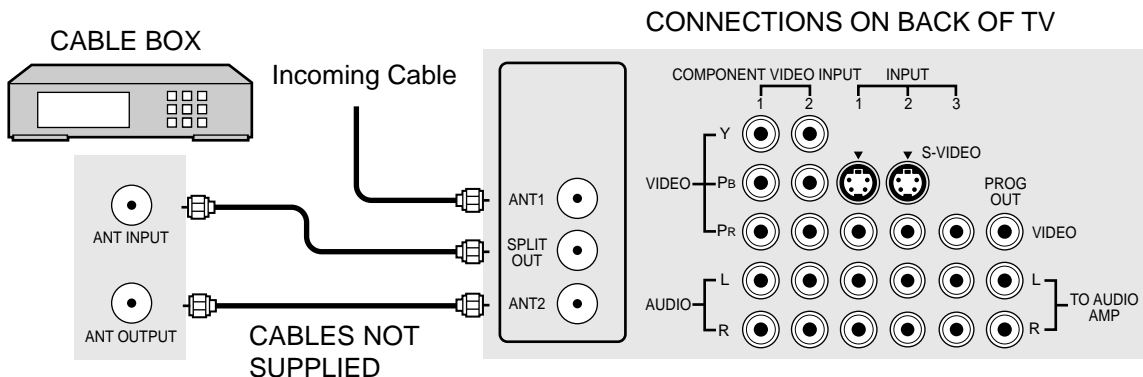 CONNECTIONS ON BACK OF TV
CABLE BOX
Incoming Cable
COMPONENT VIDEO INPUT
INPUT
1 2 1 2 3
Y
S-VIDEO
VIDEO
PB
ANT1
PROG
OUT
ANT INPUT
PR
VIDEO
SPLIT
OUT
L
L
AUDIO
ANT2
TO AUDIO
AMP
R
R
ANT OUTPUT
CABLES NOT
SUPPLIED